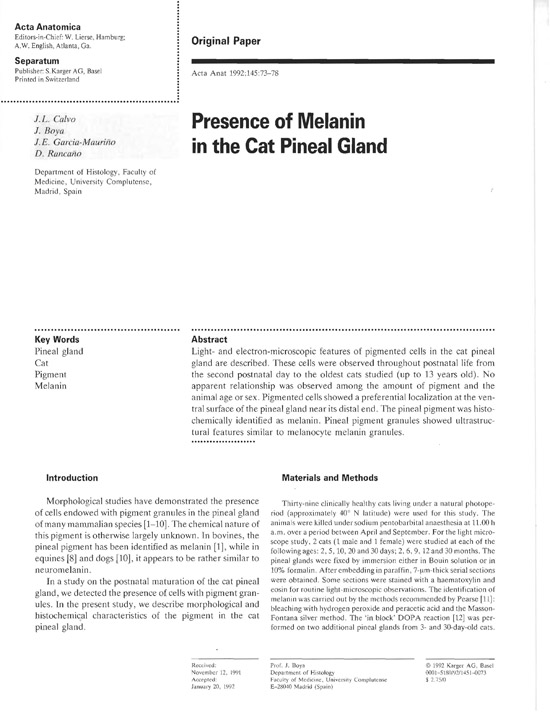 Acta Anatomica
Editors-in-Chief: W. Lierse, Hamburg;
A.W. English, Atlanta, Ga.
Separatum
Publisher: S. Karger AG, Basel
Printed in Switzerland
Original Paper
Acta Anat 1992;145:73–78
J.L. Calvo
J. Boya
J.E. García-Mauriño
D. Rancaño
Department of Histology, Faculty of
Medicine, University Complutense,
Madrid, Spain
Presence of Melanin
in the Cat Pineal Gland
Key Words
Pineal gland
Cat
Pigment
Melanin
Abstract
Light- and electron-microscopic features of pigmented cells in the cat pineal
gland are described. These cells were observed throughout postnatal life from
the second postnatal day to the oldest cats studied (up to 13 years old). No
apparent relationship was observed among the amount of pigment and the
animal age or sex. Pigmented cells showed a preferential localization at the ven-
tral surface of the pineal gland near its distal end. The pineal pigment was histo-
chemically identified as melanin. Pineal pigment granules showed ultrastruc-
tural features similar to melanocyte melanin granules.
Introduction
Morphological studies have demonstrated the presence
of cells endowed with pigment granules in the pineal gland
of many mammalian species [1–10]. The chemical nature of
this pigment is otherwise largely unknown. In bovines, the
pineal pigment has been identified as melanin [1], while in
equines [8] and dogs [10], it appears to be rather similar to
neuromelanin.
In a study on the postnatal maturation of the cat pineal
gland, we detected the presence of cells with pigment gran-
ules. In the present study, we describe morphological and
histochemical characteristics of the pigment in the cat
pineal gland.
Materials and Methods
Thirty-nine clinically healthy cats living under a natural photope-
riod (approximately 40° N latitude) were used for this study. The
animals were killed under sodium pentobarbital anaesthesia at 11.00 h
a.m. over a period between April and September. For the light micro-
scope study, 2 cats (1 male and 1 female) were studied at each of the
following ages: 2, 5, 10, 20 and 30 days; 2, 6, 9, 12 and 30 months. The
pineal glands were fixed by immersion either in Bouin solution or in
10% formalin. After embedding in paraffin, 7-μm-thick serial sections
were obtained. Some sections were stained with a haematoxylin and
eosin for routine light-microscopic observations. The identification of
melanin was carried out by the methods recommended by Pearse [11]:
bleaching with hydrogen peroxide and peracetic acid and the Masson-
Fontana silver method. The 'in block' DOPA reaction [12] was per-
formed on two additional pineal glands from 3- and 30-day-old cats.
Received:
November 12, 1991
Accepted:
January 20, 1992
Prof. J. Boya
Department of Histology
Faculty of Medicine, University Complutense
E–28040 Madrid (Spain)
© 1992 Karger AG, Basel
0001–5180/92/1451–0073
$ 2.75/0